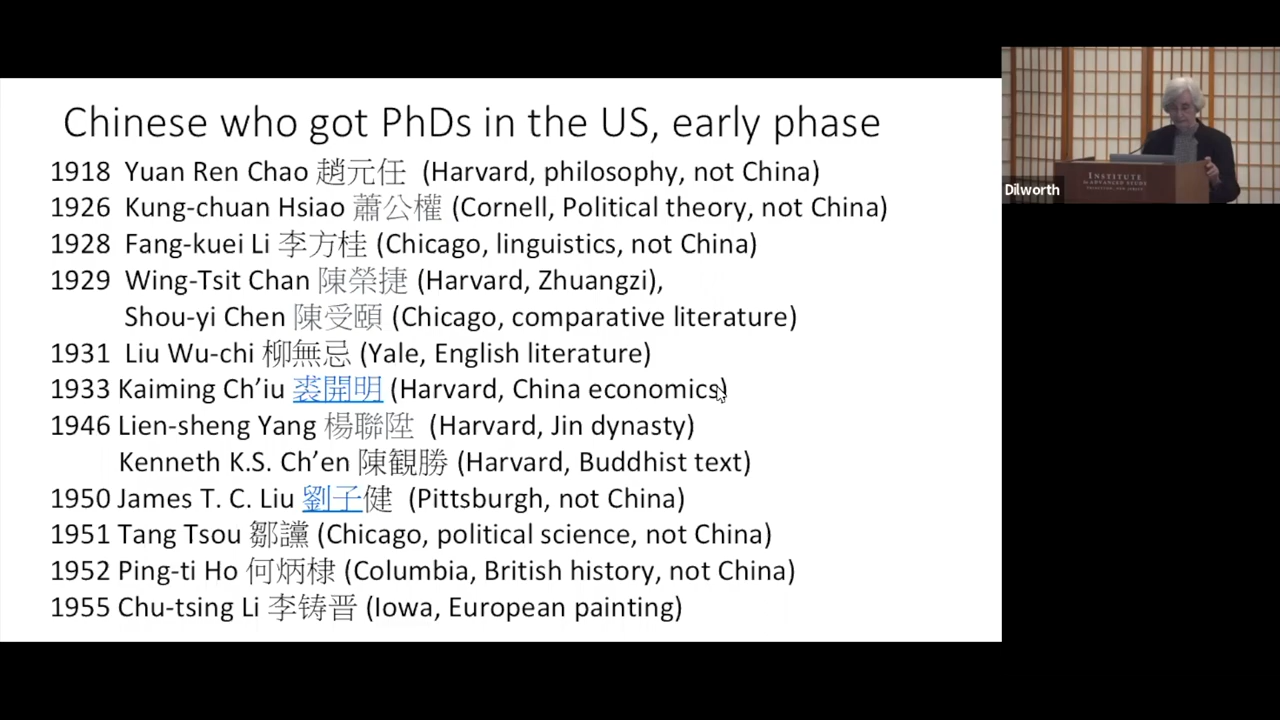 Chinese who got PhDs in the US, early phase
1918 Yuan Ren Chao 趙元任 (Harvard, philosophy, not China)
1926 Kung-chuan Hsiao 蕭公權 (Cornell, Political theory, not China)
1928 Fang-kuei Li 李方桂 (Chicago, linguistics, not China)
1929 Wing-Tsit Chan 陳榮捷 (Harvard, Zhuangzi),
Shou-yi Chen 陳受頤 (Chicago, comparative literature)
1931 Liu Wu-chi 柳無忌 (Yale, English literature)
1933 Kaiming Ch’iu 裘開明 (Harvard, China economics)
1946 Lien-sheng Yang 楊聯陞 (Harvard, Jin dynasty)
Kenneth K.S. Ch’en 陳観勝 (Harvard, Buddhist text)
1950 James T. C. Liu 劉子健 (Pittsburgh, not China)
1951 Tang Tsou 鄒讜 (Chicago, political science, not China)
1952 Ping-ti Ho 何炳棣 (Columbia, British history, not China)
1955 Chu-tsing Li 李铸晋 (Iowa, European painting)
INSTITUTE
FOR ADVANCED STUDY
Dilworth